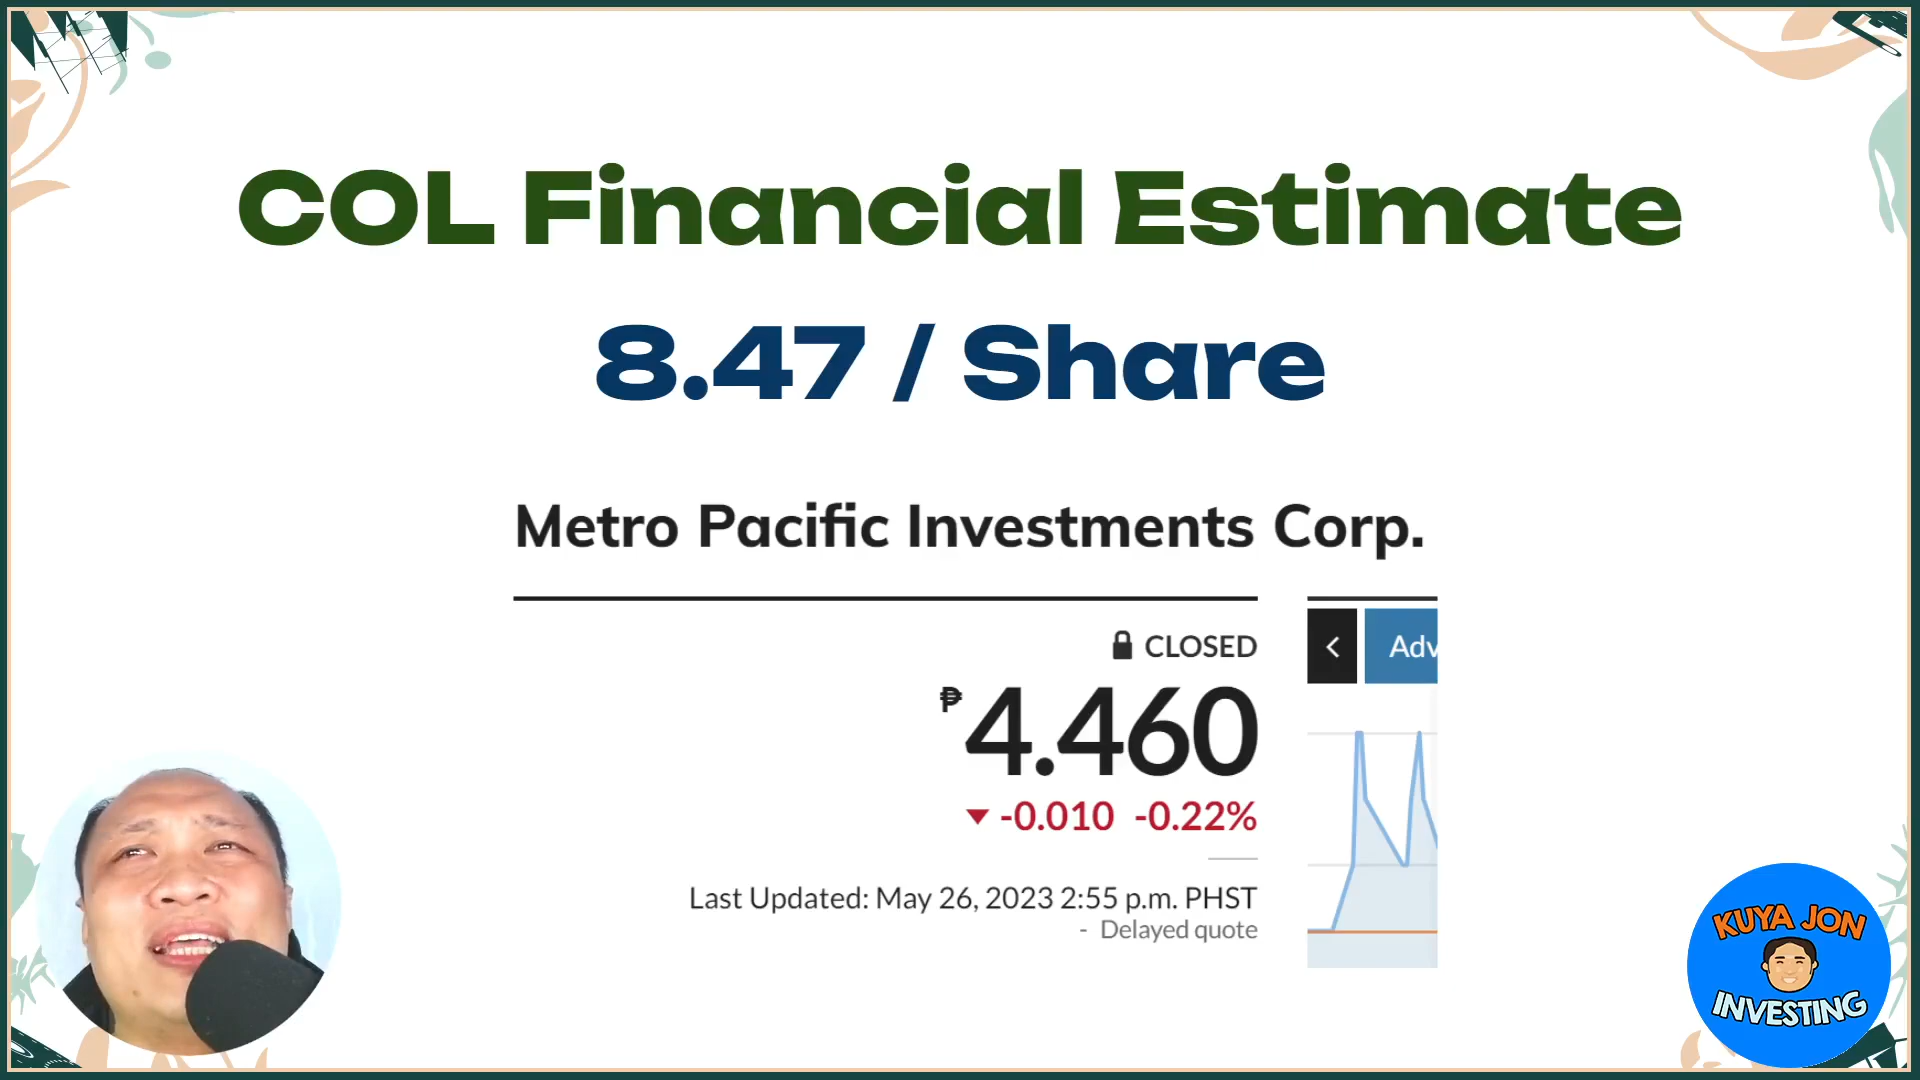 COL Financial Estimate
8.47 / Share
Metro Pacific Investments Corp.
CLOSED
Adv
₱4.460
-0.010 -0.22%
Last Updated: May 26, 2023 2:55 p.m. PHST
- Delayed quote
KUYA JON
INVESTING